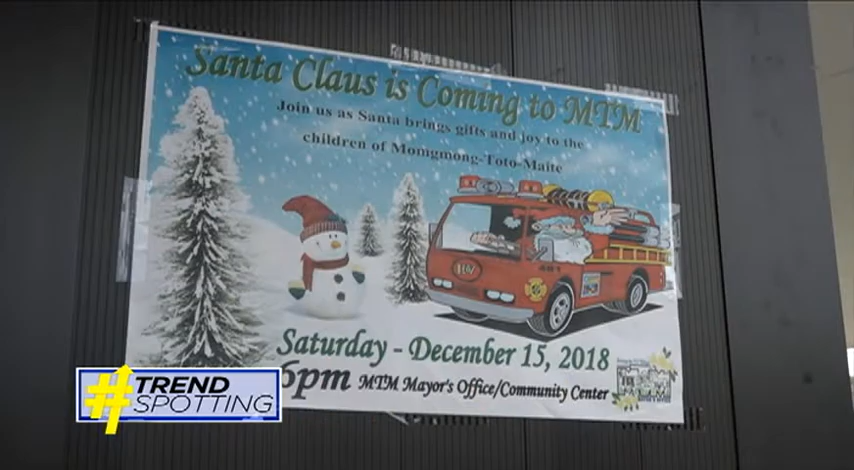 Santa Claus is Coming to MTM
Join us as Santa brings gifts and joy to the
children of Momgmong-Toto-Maite
Saturday - December 15, 2018
6pm MTM Mayor's Office/Community Center
#TREND
SPOTTING